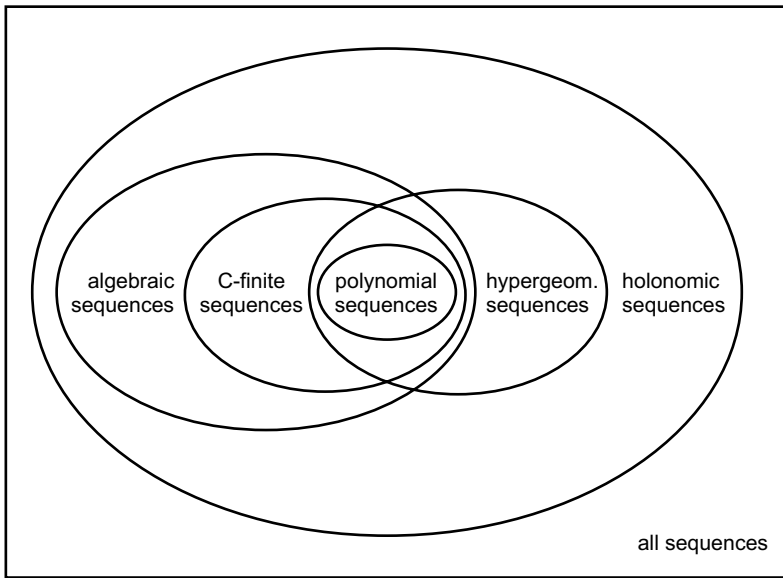 algebraic
sequences
C-finite
sequences
polynomial
sequences
hypergeom.
sequences
holonomic
sequences
all sequences